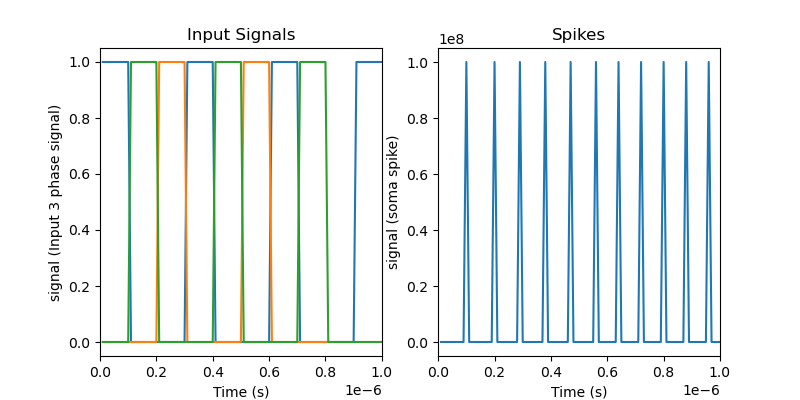 Input Signals
signal (Input 3 phase signal)
1.0
0.8
0.6
0.4
0.2
0.0
0.0 0.2 0.4 0.6 0.8 1.0
1e−6
Time (s)
Spikes
1e8
signal (soma spike)
1.0
0.8
0.6
0.4
0.2
0.0
0.0 0.2 0.4 0.6 0.8 1.0
1e−6
Time (s)